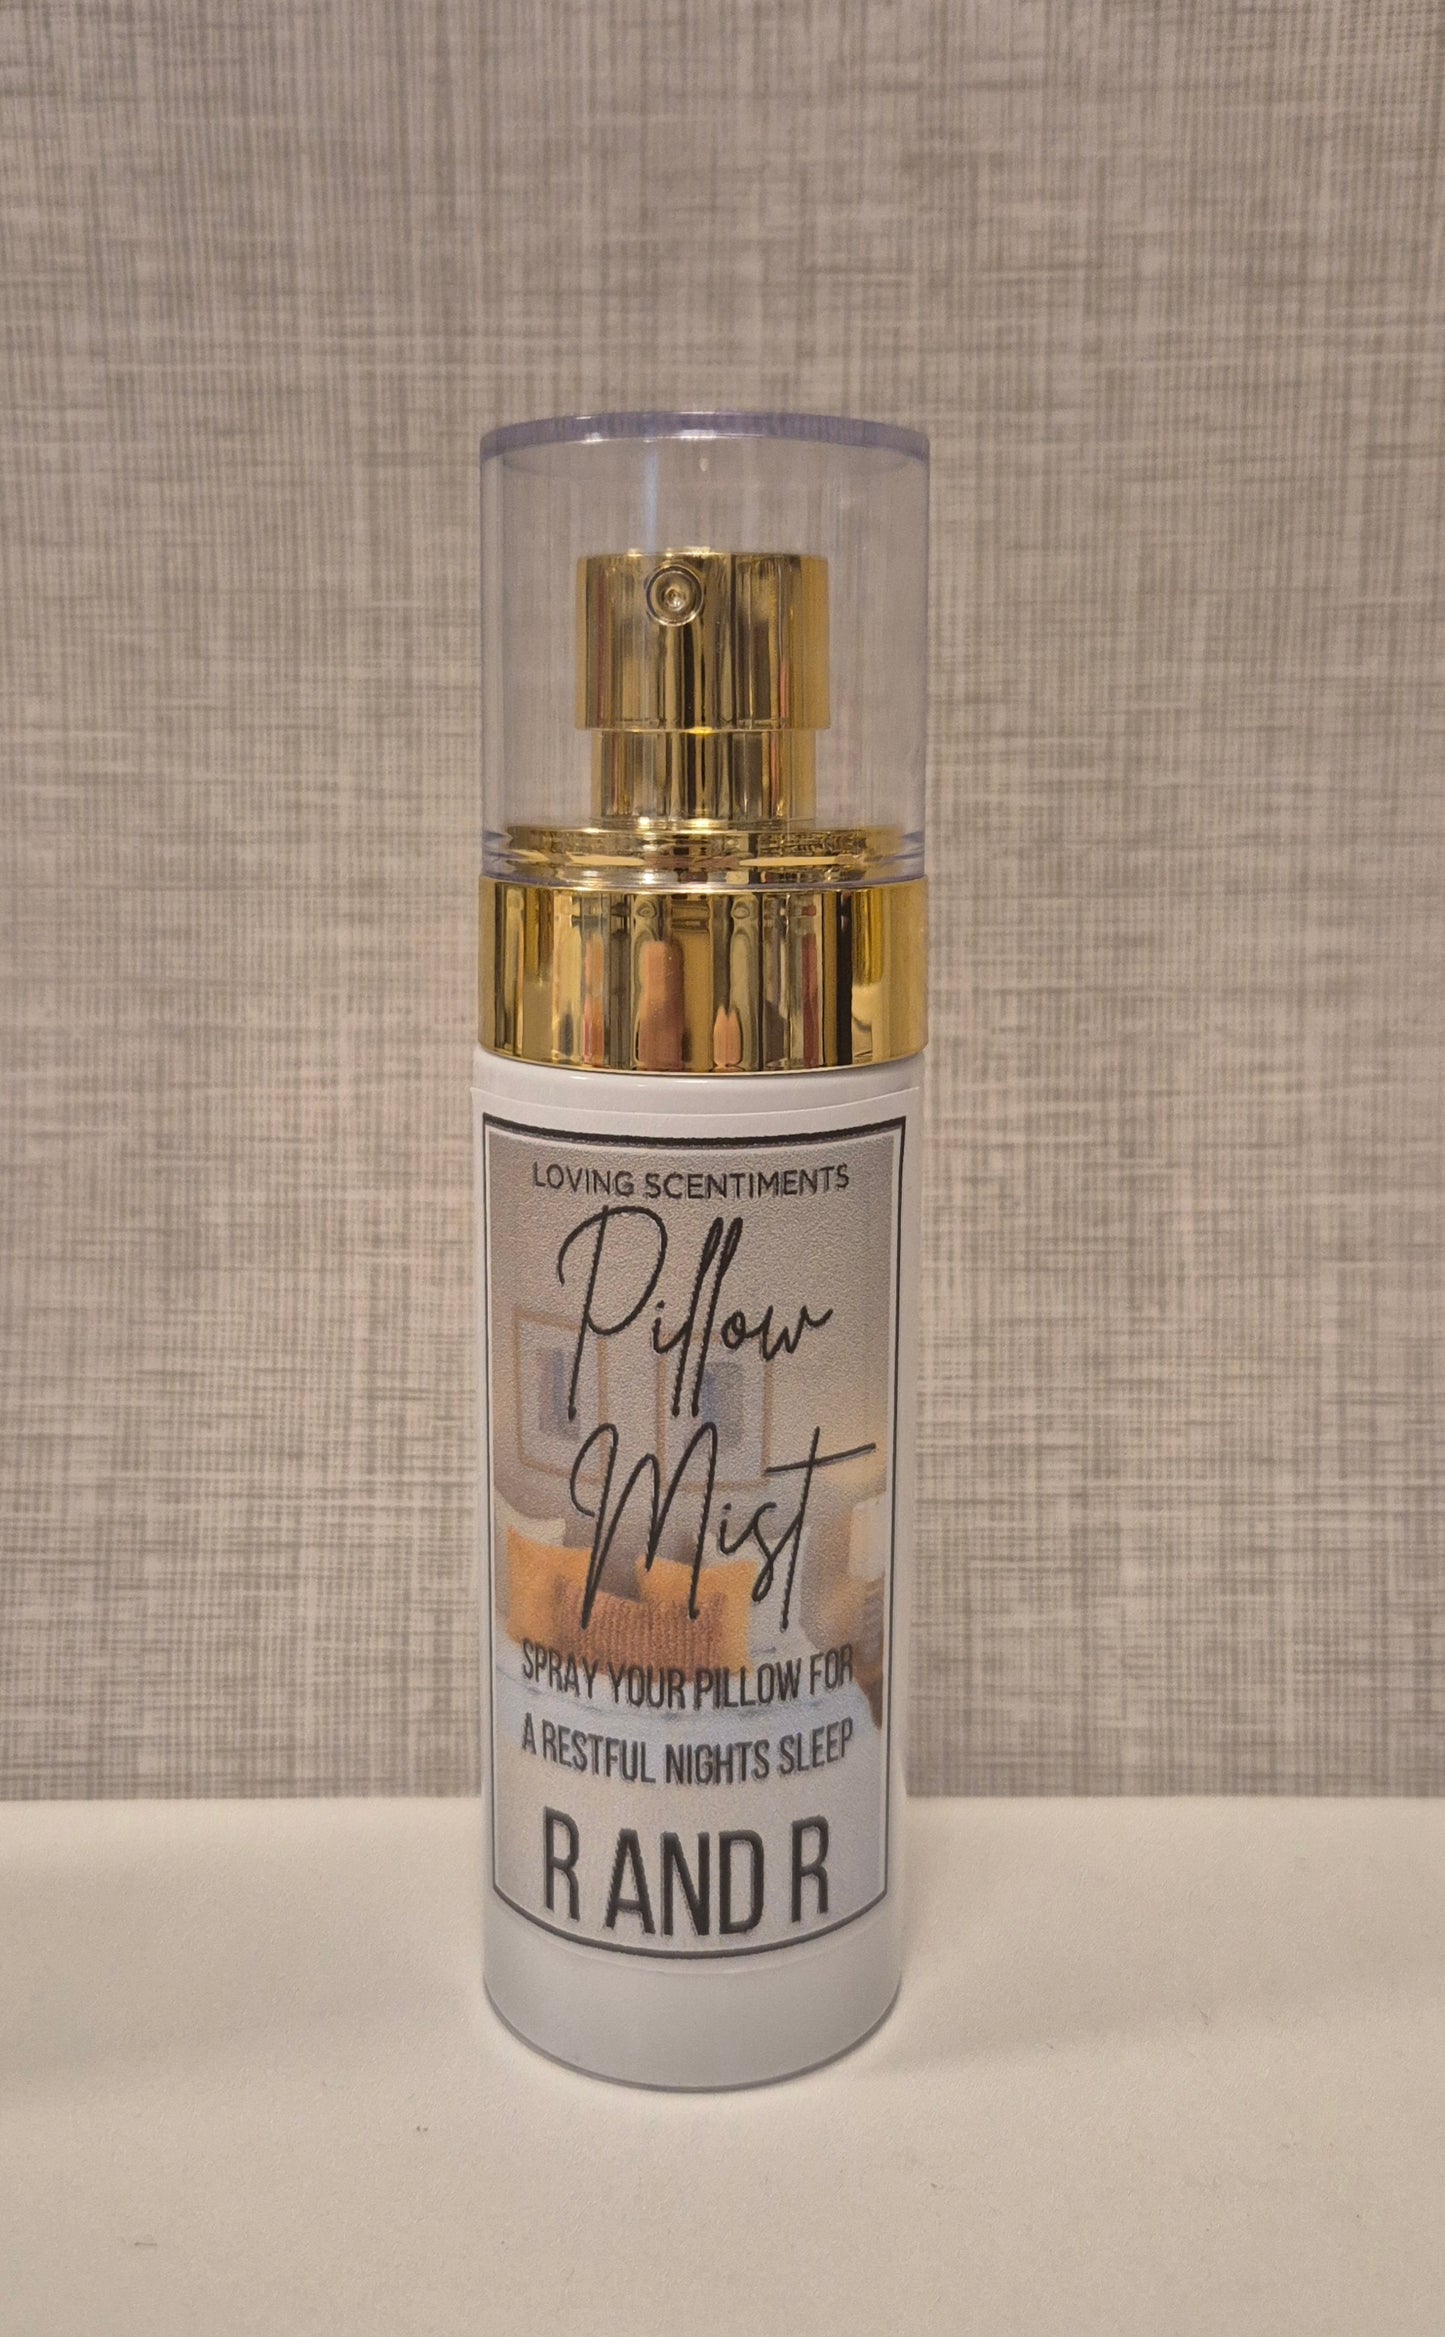 LOVING SCENTIMENTS
Pillow
Mist
SPRAY YOUR PILLOW FOR
A RESTFUL NIGHTS SLEEP
R AND R